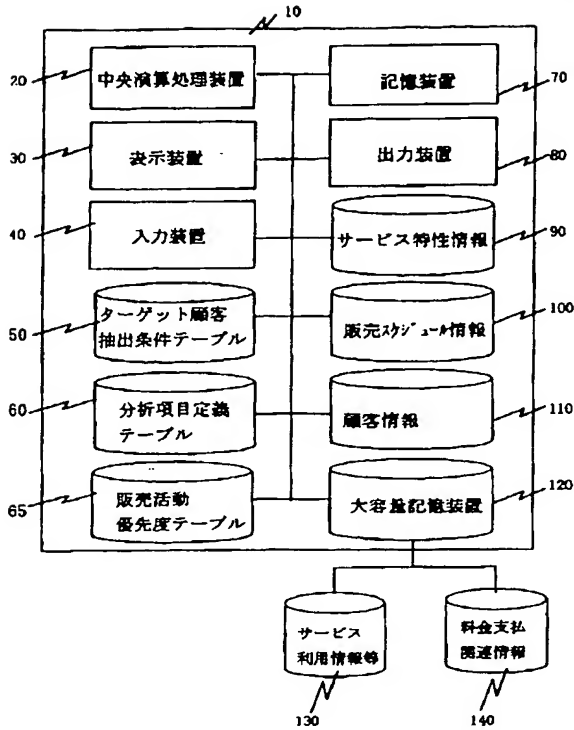 10
20
中央演算処理装置
記憶装置
70
30
表示装置
出力装置
80
40
入力装置
サービス特性情報
90
50
ターゲット顧客
抽出条件テーブル
販売スケジュール情報
100
60
分析項目定義
テーブル
顧客情報
110
65
販売活動
優先度テーブル
大容量記憶装置
120
サービス
利用情報等
130
料金支払
関連情報
140